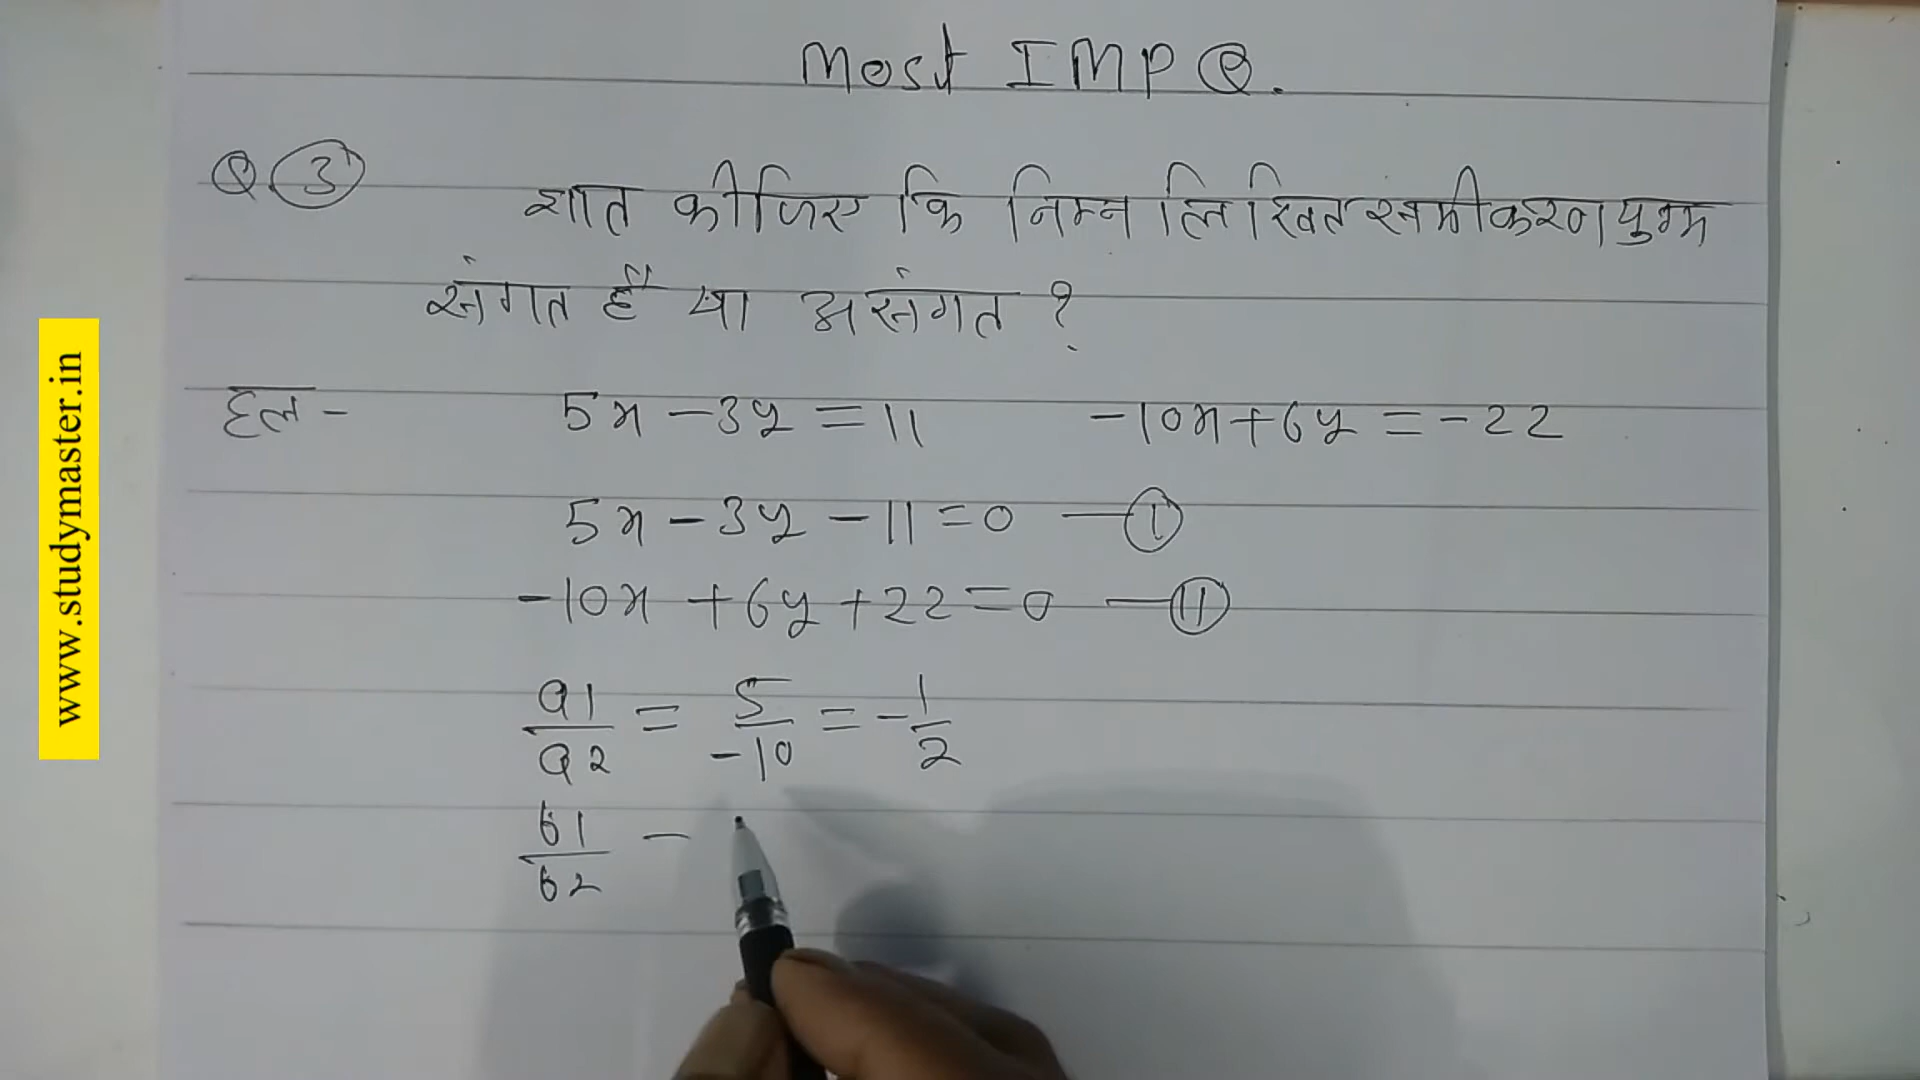 Most IMP Q.
Q (3) ज्ञात कीजिए कि निम्न लिखित समीकरण युग्म
संगत है या असंगत ?
हल - 5x - 3y = 11 -10x + 6y = -22
5x - 3y - 11 = 0 — (I)
-10x + 6y + 22 = 0 — (II)
a1/a2 = 5/-10 = -1/2
b1/b2 -
www.studymaster.in